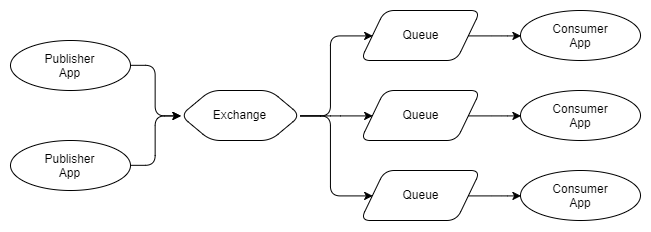 Publisher
App
Publisher
App
Exchange
Queue
Consumer
App
Queue
Consumer
App
Queue
Consumer
App